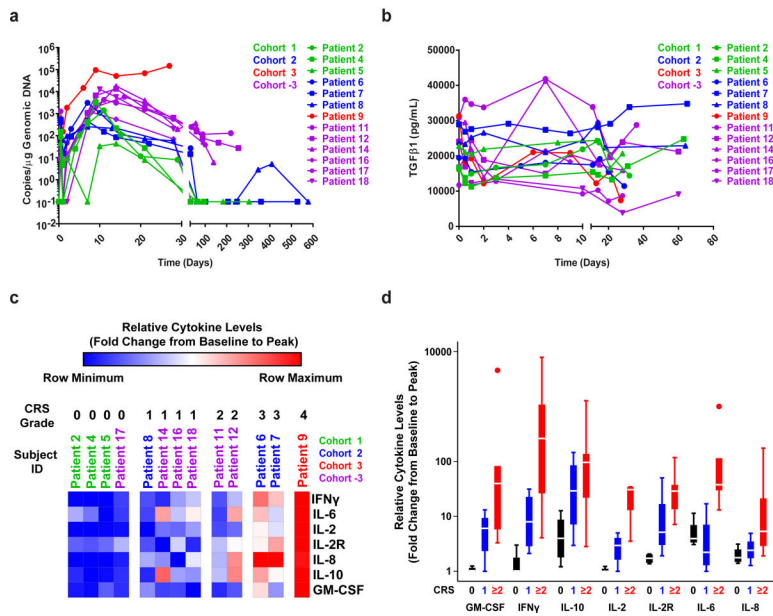 a
Copies/μg Genomic DNA
10⁶
10⁵
10⁴
10³
10²
10¹
10⁰
10⁻¹
10⁻²
0 10 20 30 100 200 300 400 500 600
Time (Days)
Cohort 1
Cohort 2
Cohort 3
Cohort -3
Patient 2
Patient 4
Patient 5
Patient 6
Patient 7
Patient 8
Patient 9
Patient 11
Patient 12
Patient 14
Patient 16
Patient 17
Patient 18
b
TGFβ1 (pg/mL)
50000
40000
30000
20000
10000
0
0 2 4 6 8 10 20 40 60 80
Time (Days)
Cohort 1
Cohort 2
Cohort 3
Cohort -3
Patient 2
Patient 4
Patient 5
Patient 6
Patient 7
Patient 8
Patient 9
Patient 11
Patient 12
Patient 14
Patient 16
Patient 17
Patient 18
c
Relative Cytokine Levels
(Fold Change from Baseline to Peak)
Row Minimum Row Maximum
CRS
Grade
0 0 0 0 1 1 1 1 2 2 3 3 4
Subject
ID
Patient 2
Patient 4
Patient 5
Patient 17
Patient 8
Patient 14
Patient 16
Patient 18
Patient 11
Patient 12
Patient 6
Patient 7
Patient 9
Cohort 1
Cohort 2
Cohort 3
Cohort -3
IFNγ
IL-6
IL-2
IL-2R
IL-8
IL-10
GM-CSF
d
Relative Cytokine Levels
(Fold Change from Baseline to Peak)
10000
100
10
1
CRS 0 1 ≥2 0 1 ≥2 0 1 ≥2 0 1 ≥2 0 1 ≥2 0 1 ≥2 0 1 ≥2
GM-CSF IFNγ IL-10 IL-2 IL-2R IL-6 IL-8